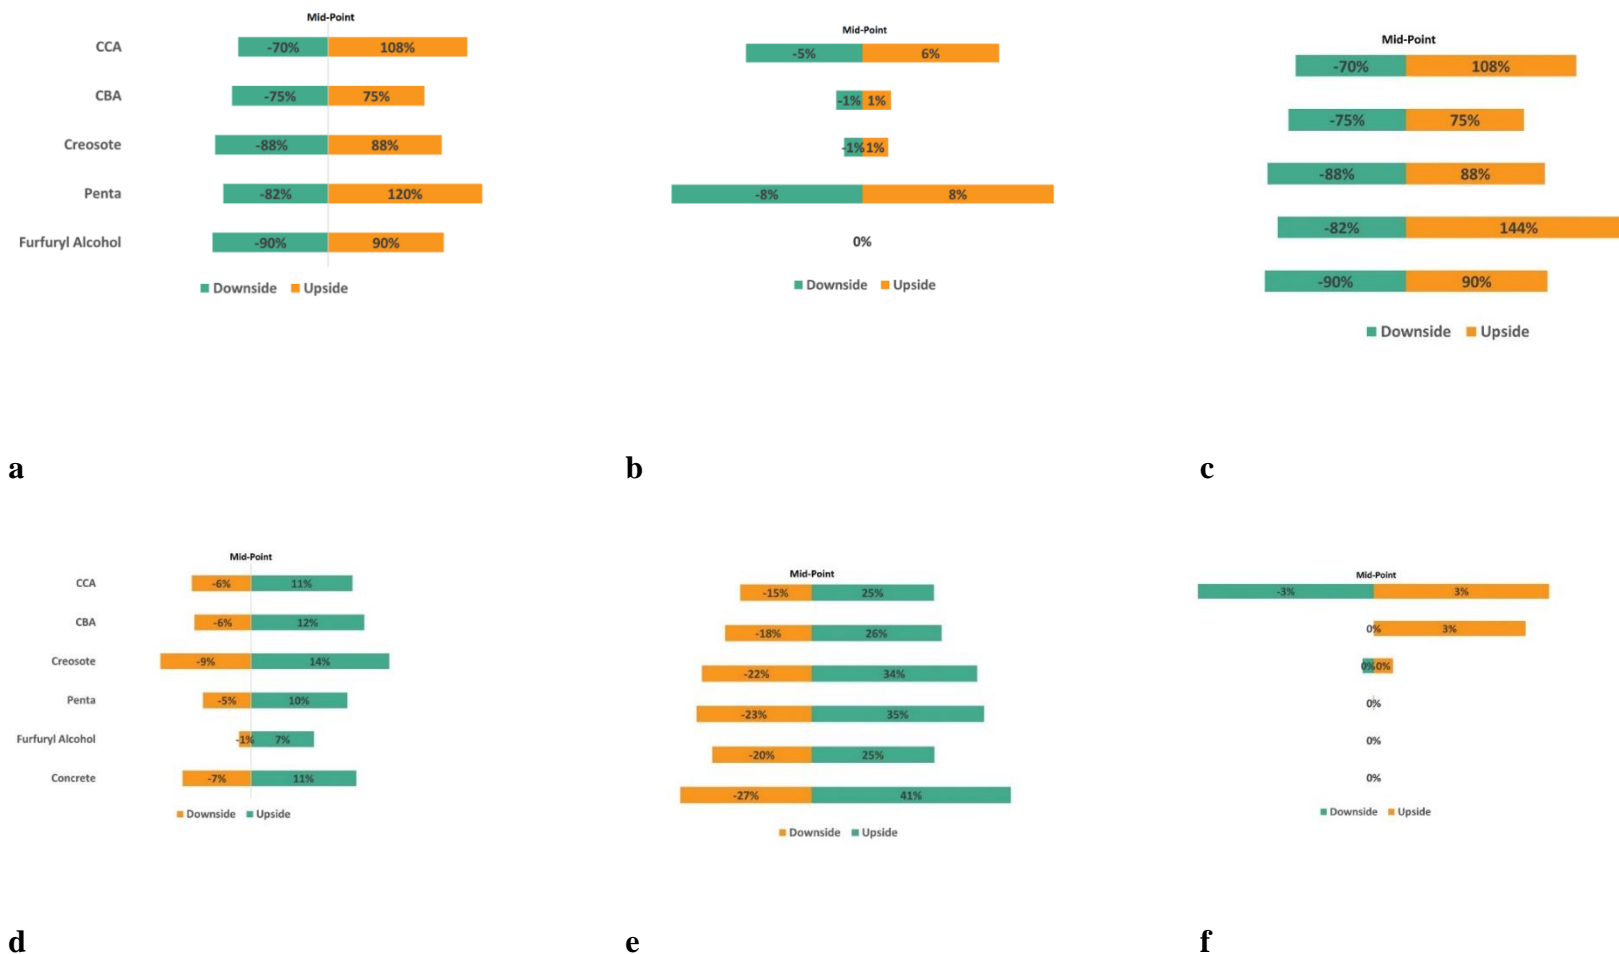 Mid-Point
CCA -70% 108%
CBA -75% 75%
Creosote -88% 88%
Penta -82% 120%
Furfuryl Alcohol -90% 90%
Downside Upside
a
Mid-Point
-5% 6%
-1% 1%
-1% 1%
-8% 8%
0%
Downside Upside
b
Mid-Point
-70% 108%
-75% 75%
-88% 88%
-82% 144%
-90% 90%
Downside Upside
c
Mid-Point
CCA -6% 11%
CBA -6% 12%
Creosote -9% 14%
Penta -5% 10%
Furfuryl Alcohol -1% 7%
Concrete -7% 11%
Downside Upside
d
Mid-Point
-15% 25%
-18% 26%
-22% 34%
-23% 35%
-20% 25%
-27% 41%
Downside Upside
e
Mid-Point
-3% 3%
0% 3%
0% 0%
0%
0%
0%
Downside Upside
f